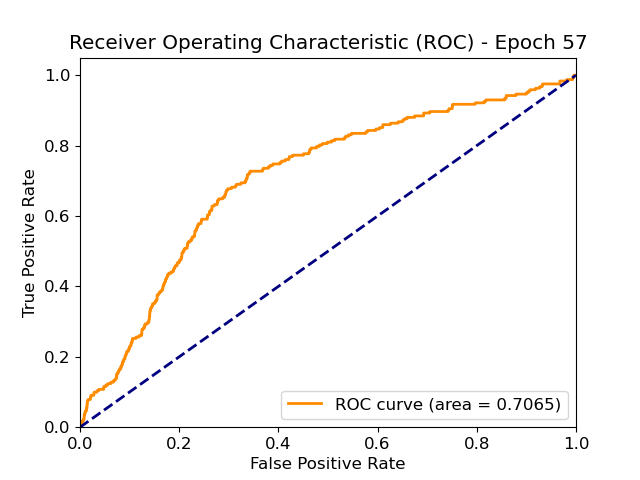 Receiver Operating Characteristic (ROC) - Epoch 57
True Positive Rate
1.0
0.8
0.6
0.4
0.2
0.0
ROC curve (area = 0.7065)
0.0 0.2 0.4 0.6 0.8 1.0
False Positive Rate